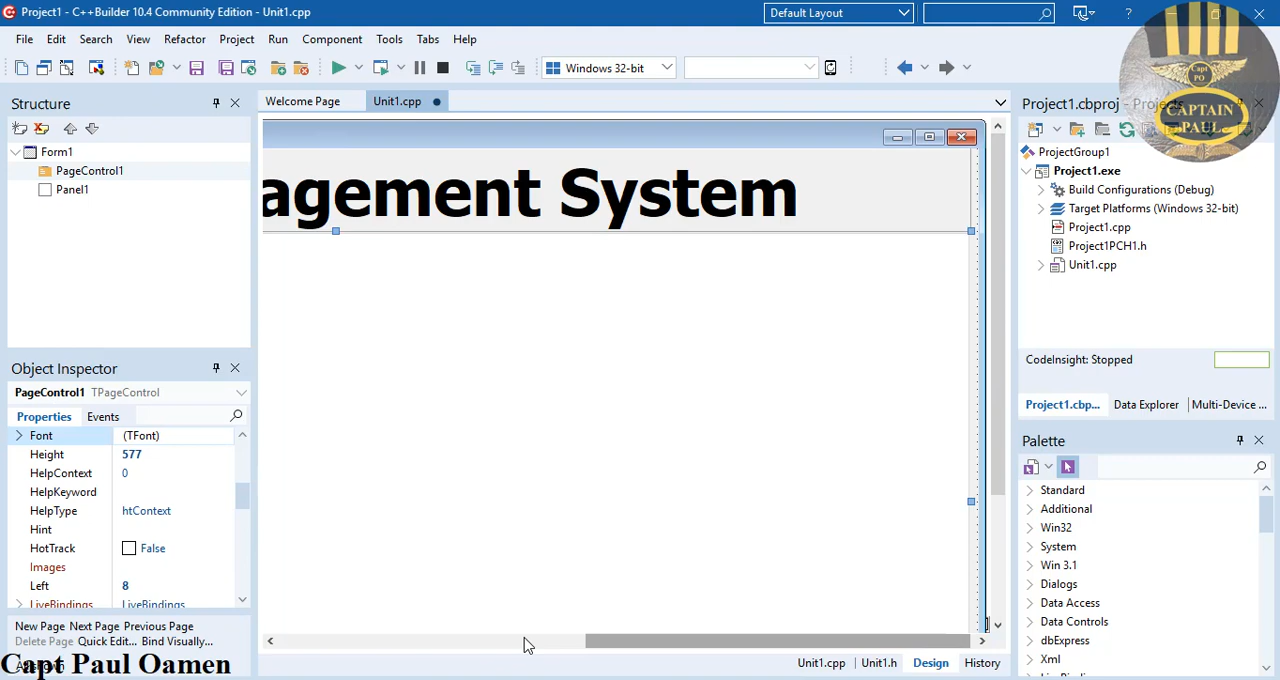 Project1 - C++Builder 10.4 Community Edition - Unit1.cpp
Default Layout
?
File Edit Search View Refactor Project Run Component Tools Tabs Help
Windows 32-bit
Structure
Form1
PageControl1
Panel1
Welcome Page Unit1.cpp
agement System
Project1.cbproj - Projects
ProjectGroup1
Project1.exe
Build Configurations (Debug)
Target Platforms (Windows 32-bit)
Project1.cpp
Project1PCH1.h
Unit1.cpp
Capt
PO
CAPTAIN
PAUL
CodeInsight: Stopped
Project1.cbp... Data Explorer Multi-Device ...
Object Inspector
PageControl1 TPageControl
Properties Events
Font (TFont)
Height 577
HelpContext 0
HelpKeyword
HelpType htContext
Hint
HotTrack False
Images
Left 8
LiveBindings LiveBindings
New Page Next Page Previous Page
Delete Page Quick Edit... Bind Visually...
Capt Paul Oamen
Unit1.cpp Unit1.h Design History
Palette
Standard
Additional
Win32
System
Win 3.1
Dialogs
Data Access
Data Controls
dbExpress
Xml